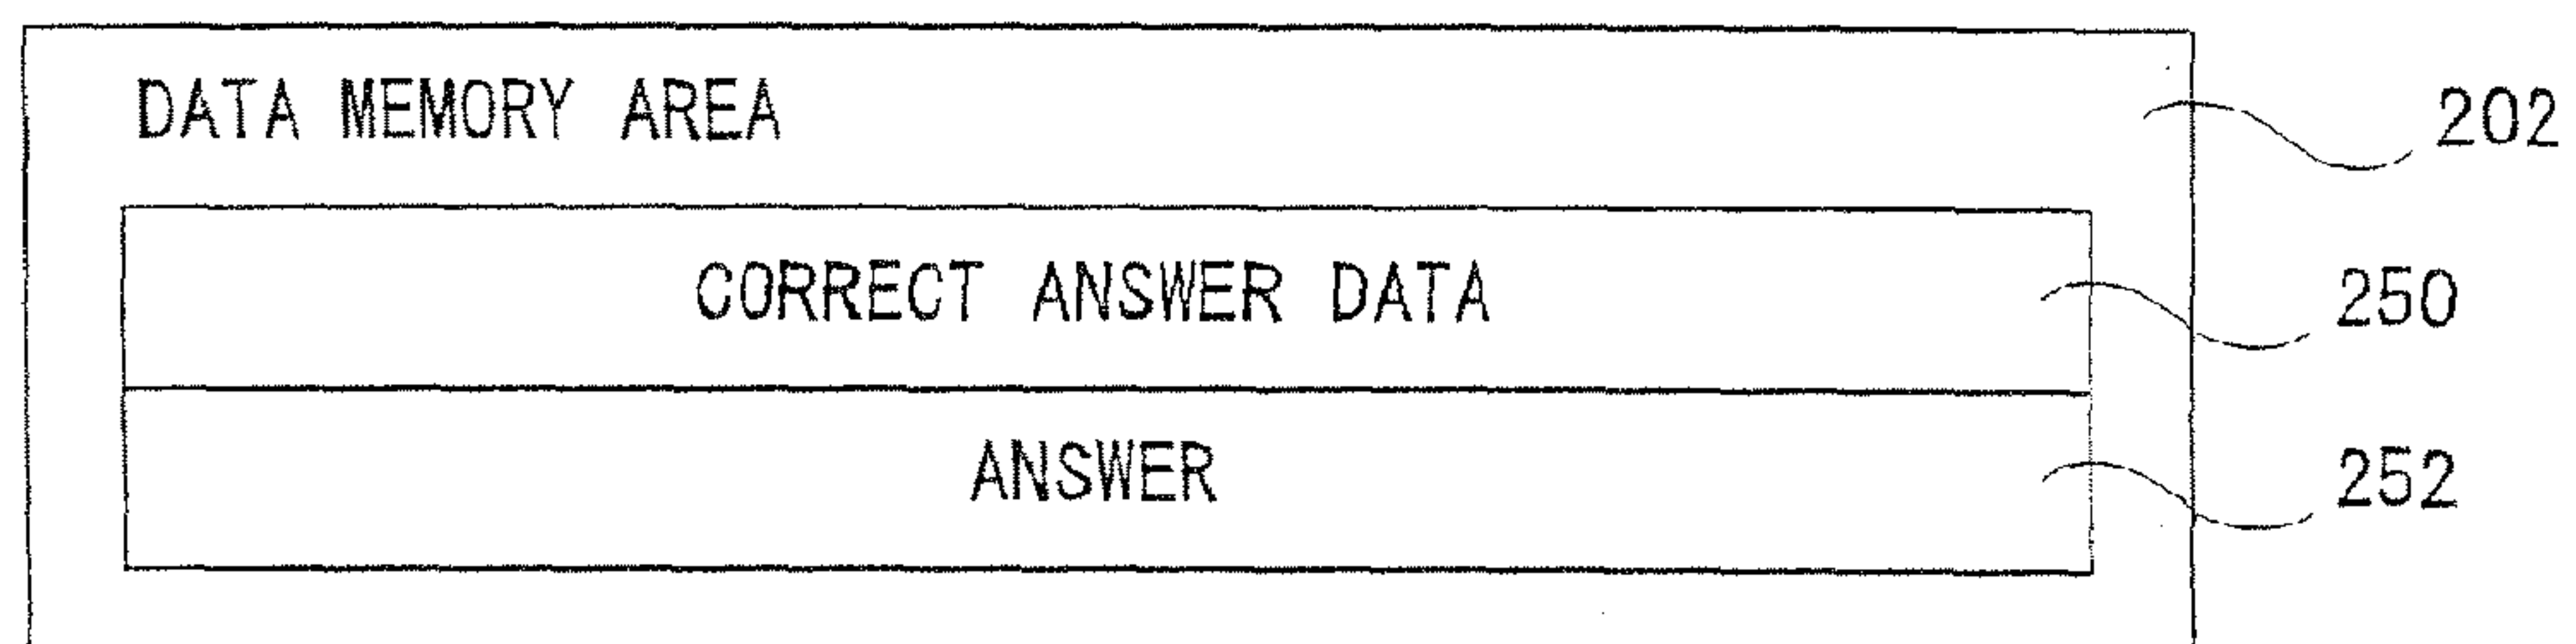 DATA MEMORY AREA 202
CORRECT ANSWER DATA 250
ANSWER 252